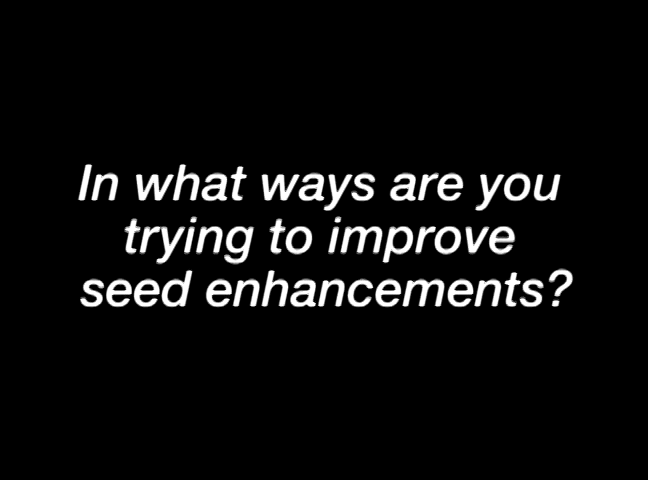 In what ways are you
trying to improve
seed enhancements?